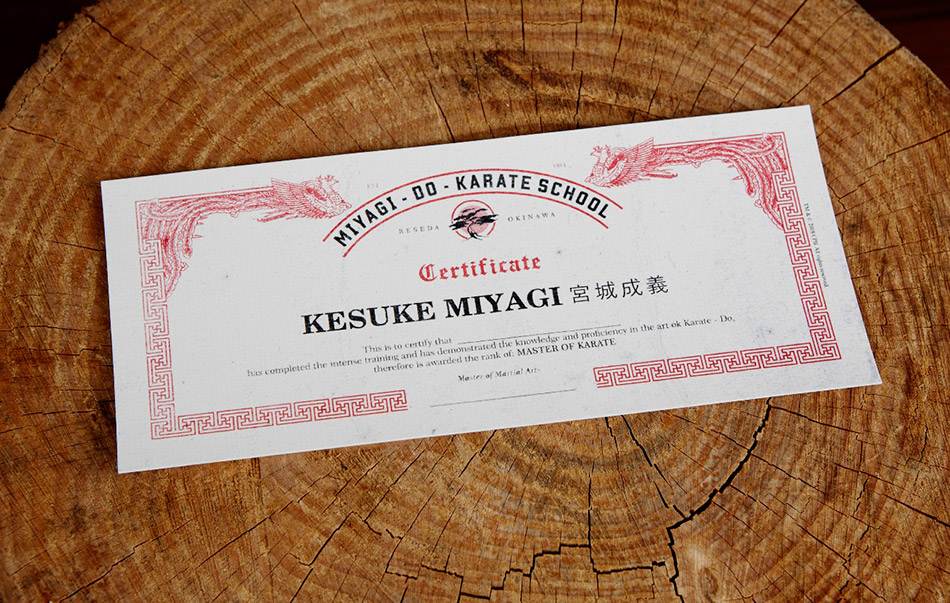 MIYAGI - DO - KARATE SCHOOL
RESEDA OKINAWA
Certificate
KESUKE MIYAGI 宮城成義
This is to certify that
has completed the intense training and has demonstrated the knowledge and proficiency in the art ok Karate - Do,
therefore is awarded the rank of: MASTER OF KARATE
Master of Martial Arts